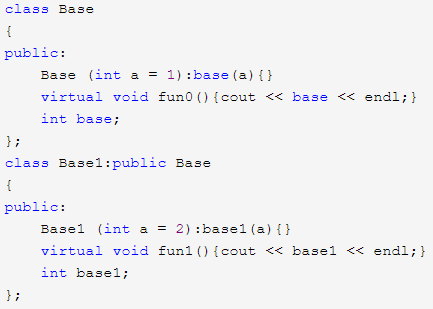 class Base
{
public:
    Base (int a = 1):base(a){}
    virtual void fun0(){cout << base << endl;}
    int base;
};
class Base1:public Base
{
public:
    Base1 (int a = 2):base1(a){}
    virtual void fun1(){cout << base1 << endl;}
    int base1;
};